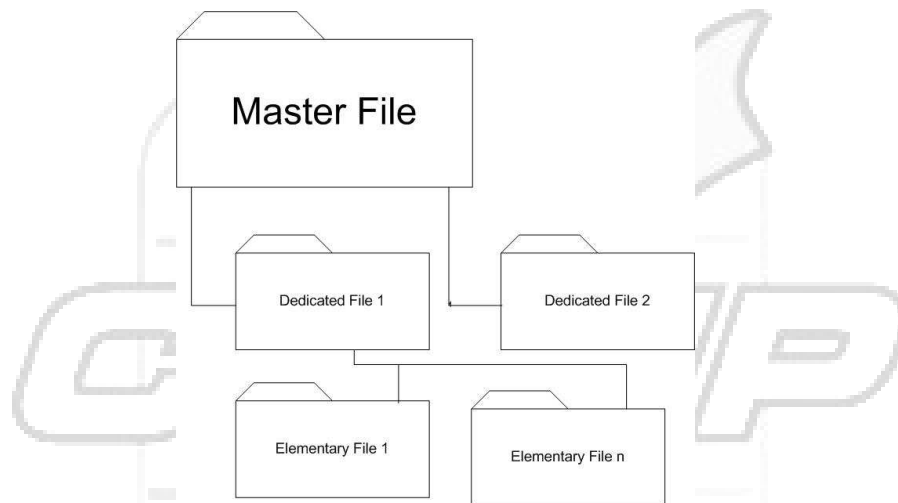 Master File
Dedicated File 1
Dedicated File 2
Elementary File 1
Elementary File n